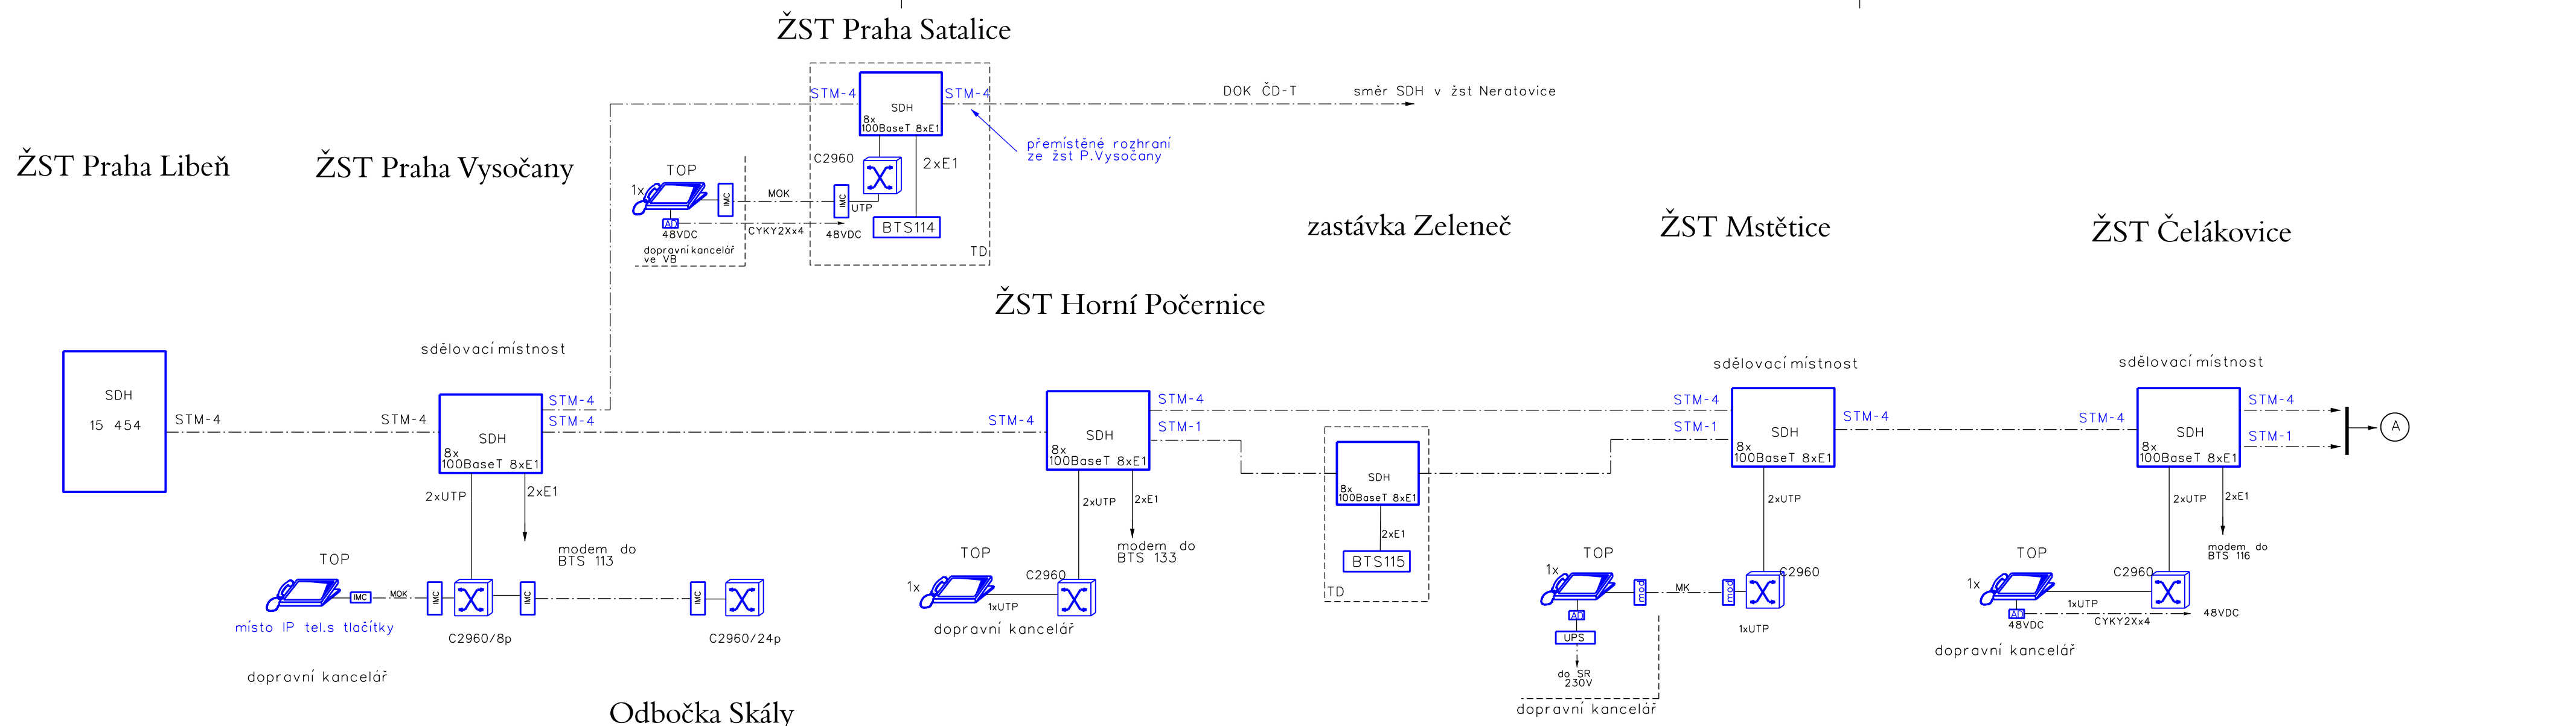 ŽST Praha Satalice
STM-4
SDH
8x
100BaseT 8xE1
STM-4
DOK ČD-T
směr SDH v žst Neratovice
přemístěné rozhraní
ze žst P.Vysočany
ŽST Praha Libeň
ŽST Praha Vysočany
TOP
1x
IMC
MOK
IMC
UTP
C2960
2xE1
AD
48VDC
CYKY2Xx4
48VDC
BTS114
dopravní kancelář
ve VB
TD
zastávka Zeleneč
ŽST Mstětice
ŽST Čelákovice
ŽST Horní Počernice
sdělovací místnost
sdělovací místnost
sdělovací místnost
SDH
15 454
STM-4
STM-4
SDH
8x
100BaseT 8xE1
STM-4
STM-4
STM-4
SDH
8x
100BaseT 8xE1
STM-4
STM-1
SDH
8x
100BaseT 8xE1
STM-4
STM-1
SDH
8x
100BaseT 8xE1
STM-4
STM-4
SDH
8x
100BaseT 8xE1
STM-4
STM-1
A
2xUTP
2xE1
modem do
BTS 113
TOP
IMC
MOK
IMC
IMC
IMC
místo IP tel.s tlačítky
C2960/8p
C2960/24p
dopravní kancelář
Odbočka Skály
2xUTP
2xE1
modem do
BTS 133
TOP
1x
1xUTP
C2960
dopravní kancelář
2xE1
BTS115
TD
2xUTP
TOP
1x
mod
MK
mod
C2960
1xUTP
AD
UPS
do SR
230V
dopravní kancelář
2xUTP
2xE1
modem do
BTS 116
TOP
1x
1xUTP
C2960
AD
48VDC
CYKY2Xx4
48VDC
dopravní kancelář